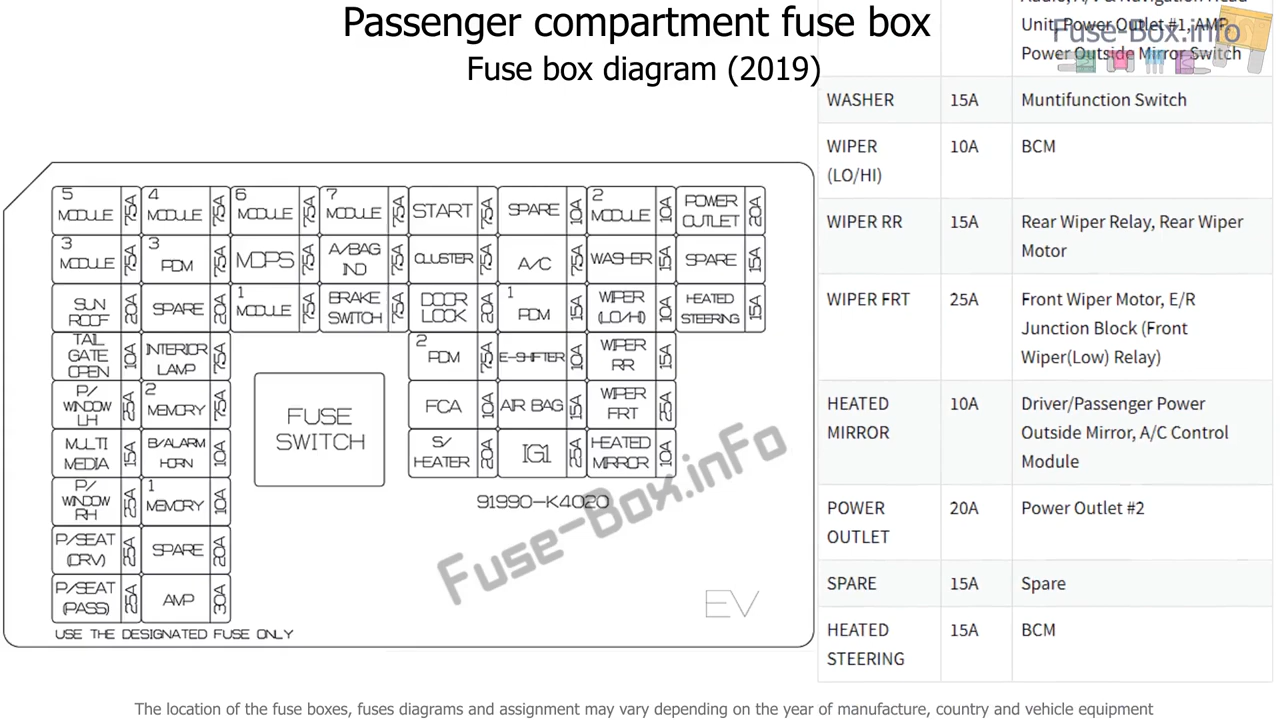 Passenger compartment fuse box
Fuse box diagram (2019)
Unit, Power Outlet #1, AMP,
Power Outside Mirror Switch
Fuse-Box.info
WASHER 15A Muntifunction Switch
WIPER 10A BCM
(LO/HI)
WIPER RR 15A Rear Wiper Relay, Rear Wiper
Motor
WIPER FRT 25A Front Wiper Motor, E/R
Junction Block (Front
Wiper(Low) Relay)
HEATED 10A Driver/Passenger Power
MIRROR Outside Mirror, A/C Control
Module
POWER 20A Power Outlet #2
OUTLET
SPARE 15A Spare
HEATED 15A BCM
STEERING
5 MODULE 7.5A 4 MODULE 7.5A 6 MODULE 7.5A 7 MODULE 7.5A START 7.5A SPARE 10A 2 MODULE 10A POWER OUTLET 20A
3 MODULE 7.5A 3 PDM 7.5A MDPS 7.5A A/BAG IND 7.5A CLUSTER 7.5A A/C 7.5A WASHER 15A SPARE 15A
SUN ROOF 20A SPARE 20A 1 MODULE 7.5A BRAKE SWITCH 7.5A DOOR LOCK 20A 1 PDM 15A WIPER (LO/HI) 10A HEATED STEERING 15A
TAIL GATE OPEN 10A INTERIOR LAMP 7.5A 2 PDM 7.5A E-SHIFTER 10A WIPER RR 15A
P/WINDOW LH 25A 2 MEMORY 7.5A FCA 10A AIR BAG 15A WIPER FRT 25A
MULTI MEDIA 15A B/ALARM HORN 10A S/HEATER 20A IG1 25A HEATED MIRROR 10A
P/WINDOW RH 25A 1 MEMORY 10A
P/SEAT (DRV) 25A SPARE 20A
P/SEAT (PASS) 25A AMP 30A
FUSE
SWITCH
91990-K4020
Fuse-Box.inFo
EV
USE THE DESIGNATED FUSE ONLY
The location of the fuse boxes, fuses diagrams and assignment may vary depending on the year of manufacture, country and vehicle equipment